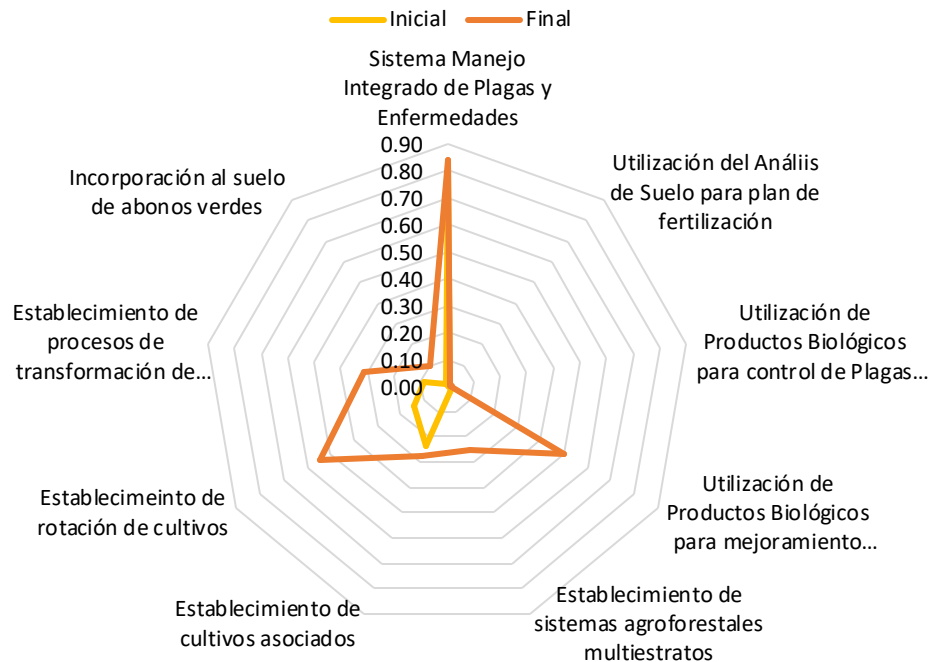 Inicial
Final
Sistema Manejo
Integrado de Plagas y
Enfermedades
0.90
0.80
0.70
0.60
0.50
0.40
0.30
0.20
0.10
0.00
Utilización del Análiis
de Suelo para plan de
fertilización
Utilización de
Productos Biológicos
para control de Plagas...
Utilización de
Productos Biológicos
para mejoramiento...
Establecimiento de
sistemas agroforestales
multiestratos
Establecimiento de
cultivos asociados
Establecimeinto de
rotación de cultivos
Establecimiento de
procesos de
transformación de...
Incorporación al suelo
de abonos verdes